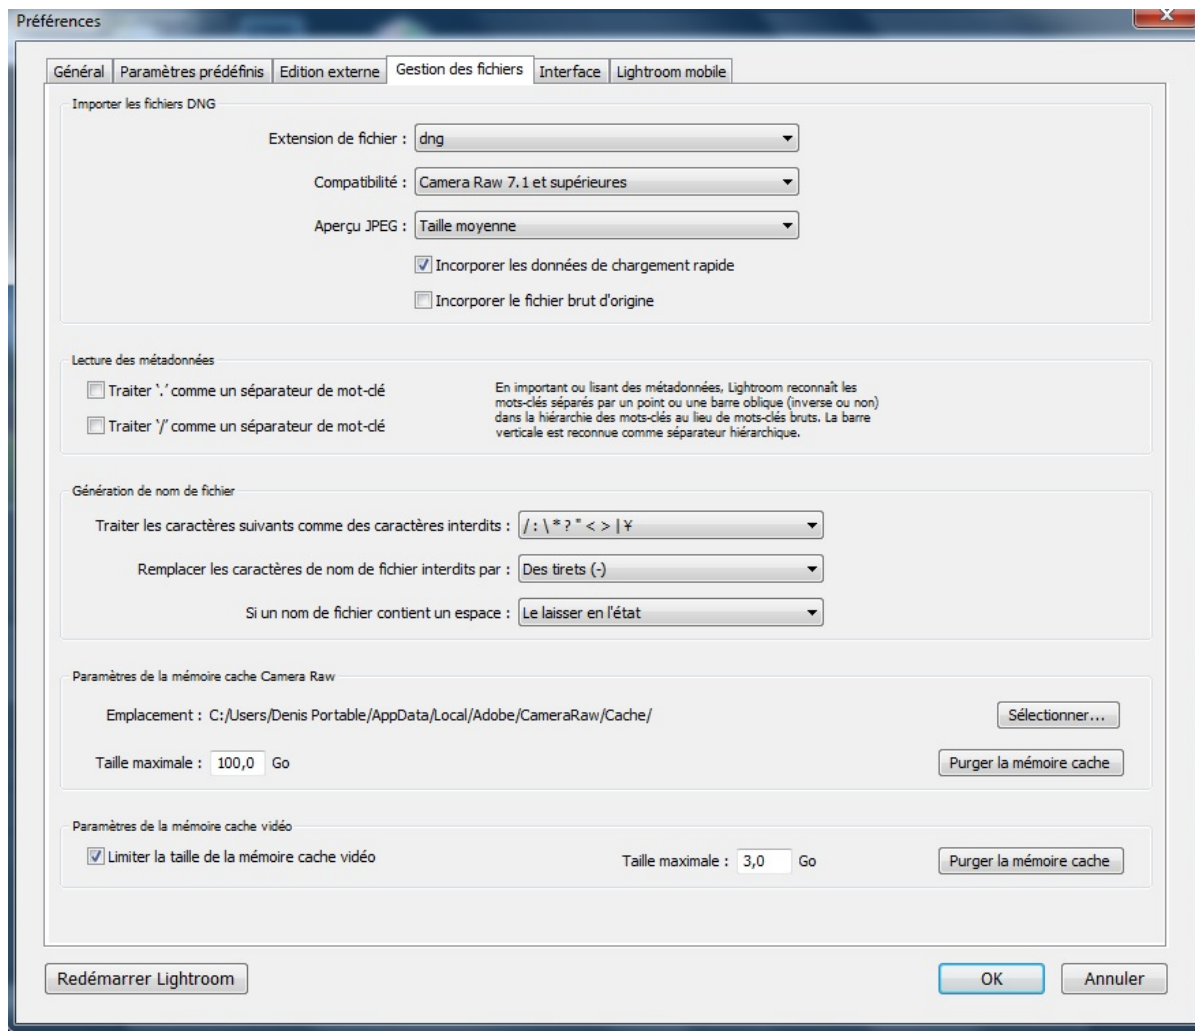 Préférences
x
Général Paramètres prédéfinis Edition externe Gestion des fichiers Interface Lightroom mobile
Importer les fichiers DNG
Extension de fichier : dng
Compatibilité : Camera Raw 7.1 et supérieures
Aperçu JPEG : Taille moyenne
Incorporer les données de chargement rapide
Incorporer le fichier brut d'origine
Lecture des métadonnées
Traiter '.' comme un séparateur de mot-clé
Traiter '/' comme un séparateur de mot-clé
En important ou lisant des métadonnées, Lightroom reconnaît les
mots-clés séparés par un point ou une barre oblique (inverse ou non)
dans la hiérarchie des mots-clés au lieu de mots-clés bruts. La barre
verticale est reconnue comme séparateur hiérarchique.
Génération de nom de fichier
Traiter les caractères suivants comme des caractères interdits : / : \ * ? " < > | ¥
Remplacer les caractères de nom de fichier interdits par : Des tirets (-)
Si un nom de fichier contient un espace : Le laisser en l'état
Paramètres de la mémoire cache Camera Raw
Emplacement : C:/Users/Denis Portable/AppData/Local/Adobe/CameraRaw/Cache/ Sélectionner...
Taille maximale : 100,0 Go Purger la mémoire cache
Paramètres de la mémoire cache vidéo
Limiter la taille de la mémoire cache vidéo Taille maximale : 3,0 Go Purger la mémoire cache
Redémarrer Lightroom OK Annuler